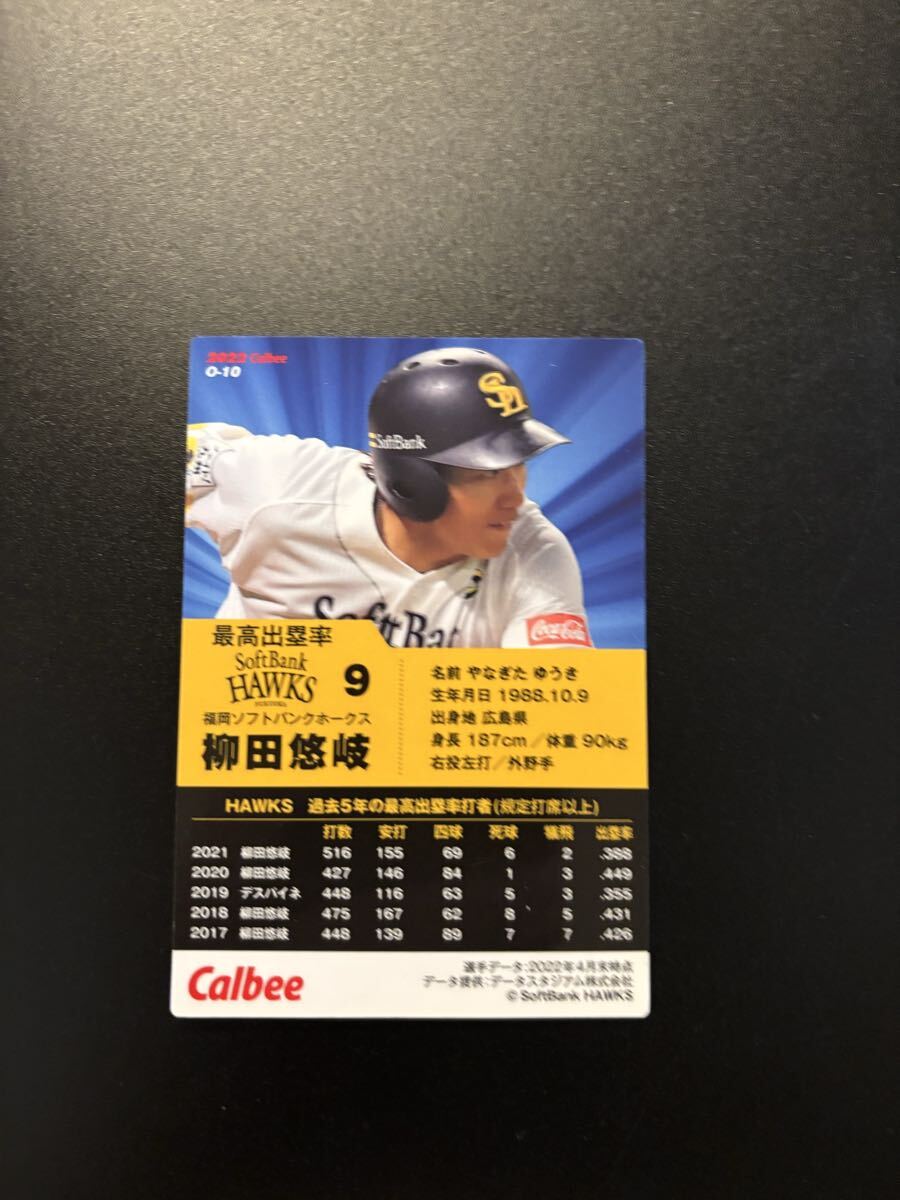 2022 Calbee
O-10
SH
SoftBank
SoftBan
Coca-Cola
最高出塁率
SoftBank
HAWKS
FUKUOKA
9
福岡ソフトバンクホークス
柳田悠岐
名前 やなぎた ゆうき
生年月日 1988.10.9
出身地 広島県
身長 187cm／体重 90kg
右投左打／外野手
HAWKS 過去5年の最高出塁率打者(規定打席以上)
打数 安打 四球 死球 犠飛 出塁率
2021 柳田悠岐 516 155 69 6 2 .388
2020 柳田悠岐 427 146 84 1 3 .449
2019 デスパイネ 448 116 63 5 3 .355
2018 柳田悠岐 475 167 62 8 5 .431
2017 柳田悠岐 448 139 89 7 7 .426
Calbee
選手データ:2022年4月末時点
データ提供:データスタジアム株式会社
© SoftBank HAWKS